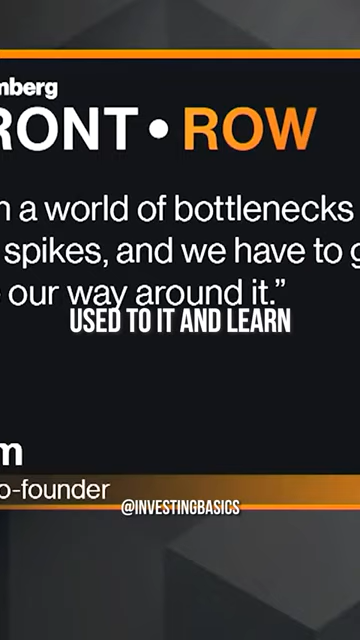 mberg
RONT • ROW
n a world of bottlenecks
spikes, and we have to g
our way around it.”
USED TO IT AND LEARN
m
o-founder
@INVESTINGBASICS